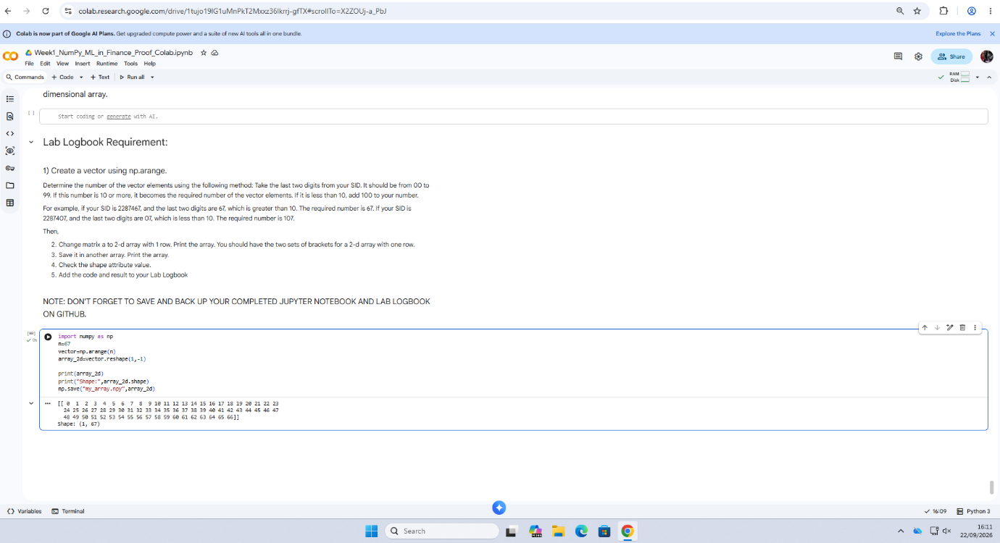 colab.research.google.com/drive/1tujo19IG1uMnPkT2Mxxz36Ikrrj-gfTX#scrollTo=X2ZOUj-a_PbJ
Colab is now part of Google AI Plans. Get upgraded compute power and a suite of new AI tools all in one bundle.
Explore the Plans
Week1_NumPy_ML_in_Finance_Proof_Colab.ipynb
File Edit View Insert Runtime Tools Help
Share
Commands + Code + Text Run all
RAM
Disk
dimensional array.
[ ] Start coding or generate with AI.
Lab Logbook Requirement:
1) Create a vector using np.arange.
Determine the number of the vector elements using the following method: Take the last two digits from your SID. It should be from 00 to
99. If this number is 10 or more, it becomes the required number of the vector elements. If it is less than 10, add 100 to your number.
For example, if your SID is 2287467, and the last two digits are 67, which is greater than 10. The required number is 67. If your SID is
2287407, and the last two digits are 07, which is less than 10. The required number is 107.
Then,
2. Change matrix a to 2-d array with 1 row. Print the array. You should have the two sets of brackets for a 2-d array with one row.
3. Save it in another array. Print the array.
4. Check the shape attribute value.
5. Add the code and result to your Lab Logbook
NOTE: DON'T FORGET TO SAVE AND BACK UP YOUR COMPLETED JUPYTER NOTEBOOK AND LAB LOGBOOK
ON GITHUB.
0s
import numpy as np
n=67
vector=np.arange(n)
array_2d=vector.reshape(1,-1)
print(array_2d)
print("Shape:",array_2d.shape)
np.save("my_array.npy",array_2d)
[[ 0 1 2 3 4 5 6 7 8 9 10 11 12 13 14 15 16 17 18 19 20 21 22 23
24 25 26 27 28 29 30 31 32 33 34 35 36 37 38 39 40 41 42 43 44 45 46 47
48 49 50 51 52 53 54 55 56 57 58 59 60 61 62 63 64 65 66]]
Shape: (1, 67)
Variables Terminal
16:09 Python 3
Search
16:11
22/09/2026